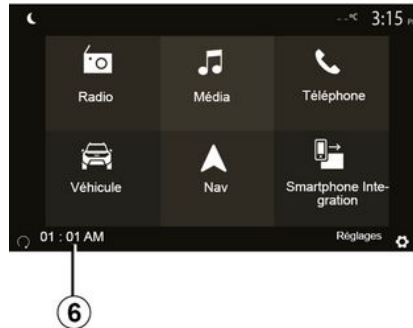 --°C 3:15
Radio Média Téléphone
Véhicule Nav Smartphone Inte-
gration
01 : 01 AM Réglages
6